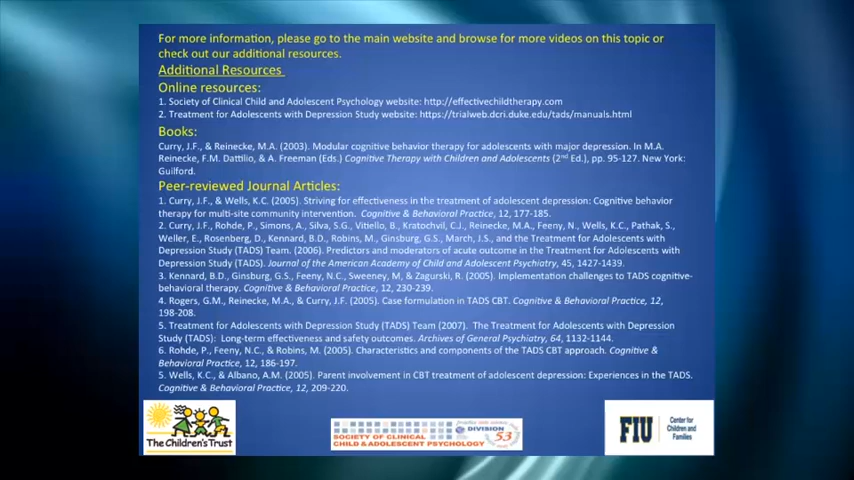 For more information, please go to the main website and browse for more videos on this topic or
check out our additional resources.
Additional Resources
Online resources:
1. Society of Clinical Child and Adolescent Psychology website: http://effectivechildtherapy.com
2. Treatment for Adolescents with Depression Study website: https://trialweb.dcri.duke.edu/tads/manuals.html
Books:
Curry, J.F., & Reinecke, M.A. (2003). Modular cognitive behavior therapy for adolescents with major depression. In M.A.
Reinecke, F.M. Dattilio, & A. Freeman (Eds.) Cognitive Therapy with Children and Adolescents (2nd Ed.), pp. 95-127. New York:
Guilford.
Peer-reviewed Journal Articles:
1. Curry, J.F., & Wells, K.C. (2005). Striving for effectiveness in the treatment of adolescent depression: Cognitive behavior
therapy for multi-site community intervention. Cognitive & Behavioral Practice, 12, 177-185.
2. Curry, J.F., Rohde, P., Simons, A., Silva, S.G., Vitiello, B., Kratochvil, C.J., Reinecke, M.A., Feeny, N., Wells, K.C., Pathak, S.,
Weller, E., Rosenberg, D., Kennard, B.D., Robins, M., Ginsburg, G.S., March, J.S., and the Treatment for Adolescents with
Depression Study (TADS) Team. (2006). Predictors and moderators of acute outcome in the Treatment for Adolescents with
Depression Study (TADS). Journal of the American Academy of Child and Adolescent Psychiatry, 45, 1427-1439.
3. Kennard, B.D., Ginsburg, G.S., Feeny, N.C., Sweeney, M, & Zagurski, R. (2005). Implementation challenges to TADS cognitive-
behavioral therapy. Cognitive & Behavioral Practice, 12, 230-239.
4. Rogers, G.M., Reinecke, M.A., & Curry, J.F. (2005). Case formulation in TADS CBT. Cognitive & Behavioral Practice, 12,
198-208.
5. Treatment for Adolescents with Depression Study (TADS) Team (2007). The Treatment for Adolescents with Depression
Study (TADS): Long-term effectiveness and safety outcomes. Archives of General Psychiatry, 64, 1132-1144.
6. Rohde, P., Feeny, N.C., & Robins, M. (2005). Characteristics and components of the TADS CBT approach. Cognitive &
Behavioral Practice, 12, 186-197.
5. Wells, K.C., & Albano, A.M. (2005). Parent involvement in CBT treatment of adolescent depression: Experiences in the TADS.
Cognitive & Behavioral Practice, 12, 209-220.
The Children's Trust
DIVISION 53
SOCIETY OF CLINICAL
CHILD & ADOLESCENT PSYCHOLOGY
FIU
Center for
Children and
Families